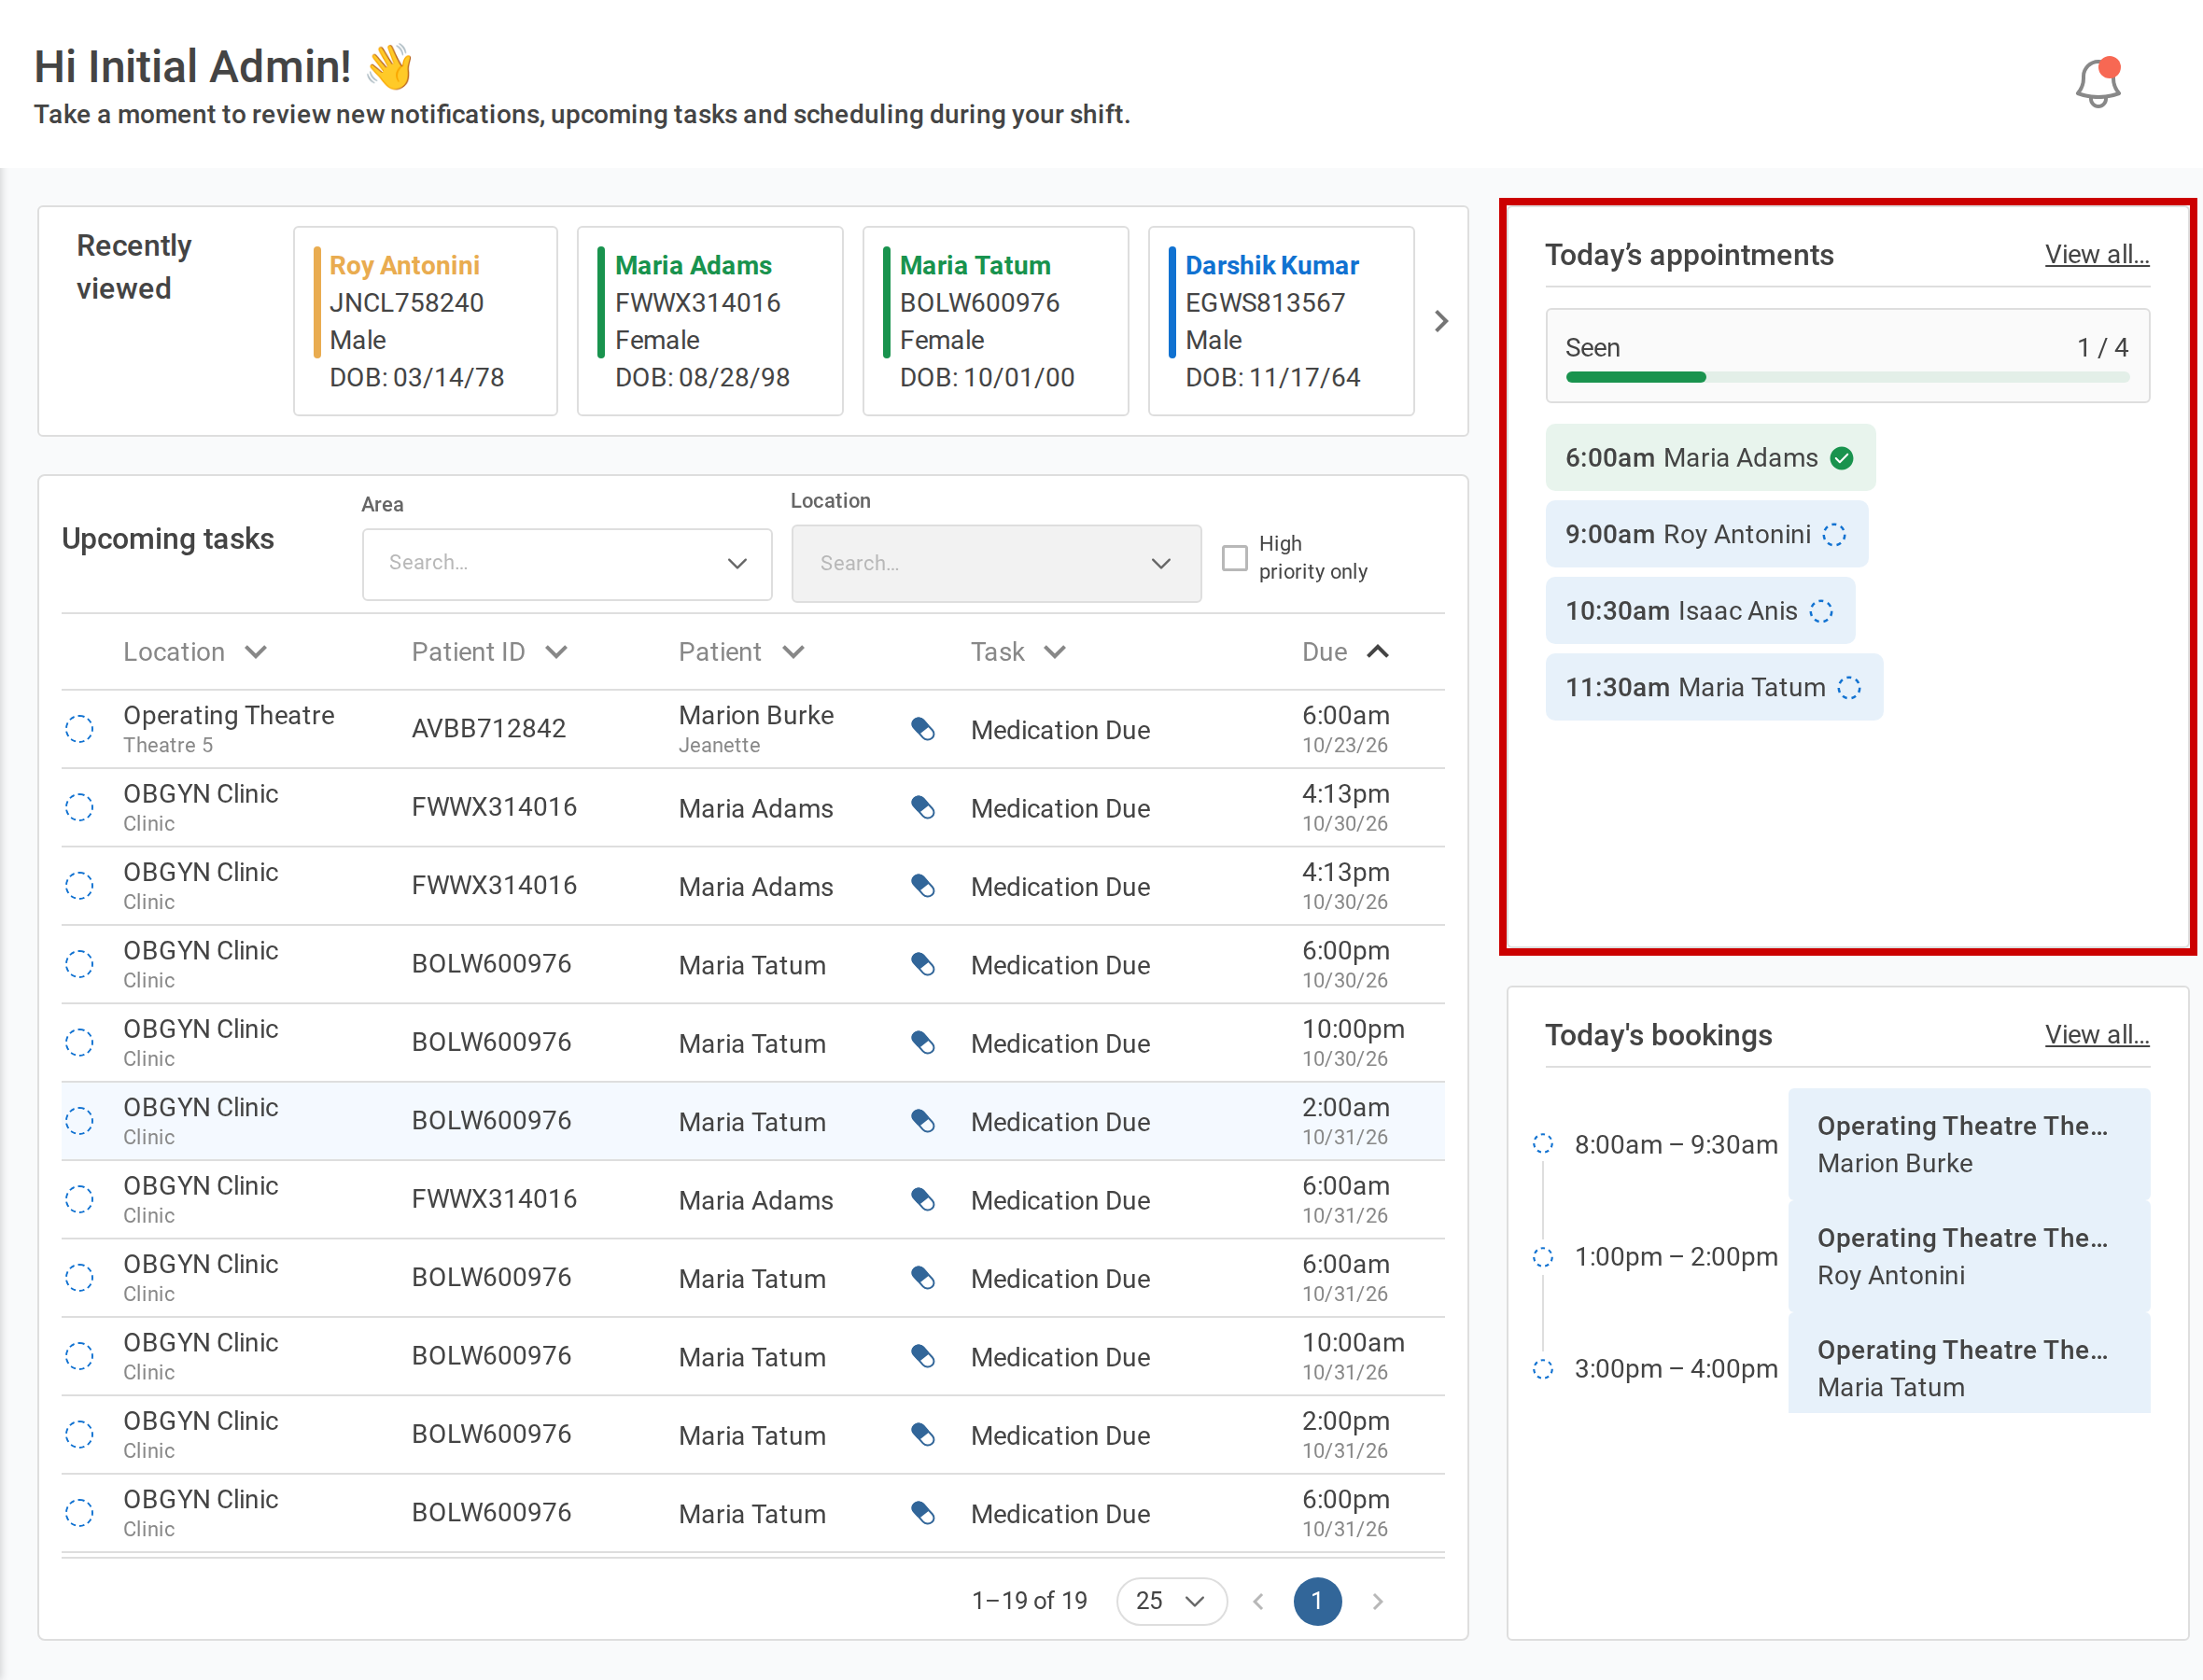 Hi Initial Admin! 👋
Take a moment to review new notifications, upcoming tasks and scheduling during your shift.
Recently
viewed
Roy Antonini
JNCL758240
Male
DOB: 03/14/78
Maria Adams
FWWX314016
Female
DOB: 08/28/98
Maria Tatum
BOLW600976
Female
DOB: 10/01/00
Darshik Kumar
EGWS813567
Male
DOB: 11/17/64
Upcoming tasks
Area
Search...
Location
Search...
High
priority only
Location Patient ID Patient Task Due
Operating Theatre AVBB712842 Marion Burke Medication Due 6:00am
Theatre 5 Jeanette 10/23/26
OBGYN Clinic FWWX314016 Maria Adams Medication Due 4:13pm
Clinic 10/30/26
OBGYN Clinic FWWX314016 Maria Adams Medication Due 4:13pm
Clinic 10/30/26
OBGYN Clinic BOLW600976 Maria Tatum Medication Due 6:00pm
Clinic 10/30/26
OBGYN Clinic BOLW600976 Maria Tatum Medication Due 10:00pm
Clinic 10/30/26
OBGYN Clinic BOLW600976 Maria Tatum Medication Due 2:00am
Clinic 10/31/26
OBGYN Clinic FWWX314016 Maria Adams Medication Due 6:00am
Clinic 10/31/26
OBGYN Clinic BOLW600976 Maria Tatum Medication Due 6:00am
Clinic 10/31/26
OBGYN Clinic BOLW600976 Maria Tatum Medication Due 10:00am
Clinic 10/31/26
OBGYN Clinic BOLW600976 Maria Tatum Medication Due 2:00pm
Clinic 10/31/26
OBGYN Clinic BOLW600976 Maria Tatum Medication Due 6:00pm
Clinic 10/31/26
1–19 of 19 25 1
Today’s appointments View all...
Seen 1 / 4
6:00am Maria Adams
9:00am Roy Antonini
10:30am Isaac Anis
11:30am Maria Tatum
Today's bookings View all...
8:00am – 9:30am
Operating Theatre The...
Marion Burke
1:00pm – 2:00pm
Operating Theatre The...
Roy Antonini
3:00pm – 4:00pm
Operating Theatre The...
Maria Tatum